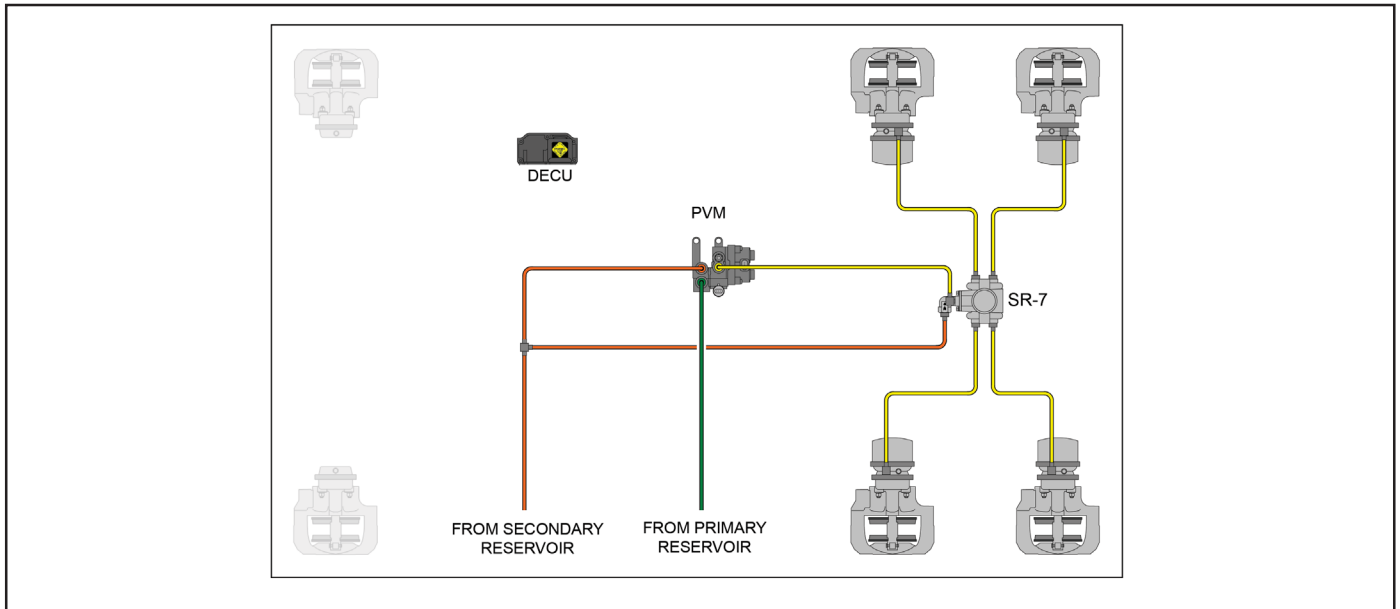 DECU
PVM
SR-7
FROM SECONDARY
RESERVOIR
FROM PRIMARY
RESERVOIR